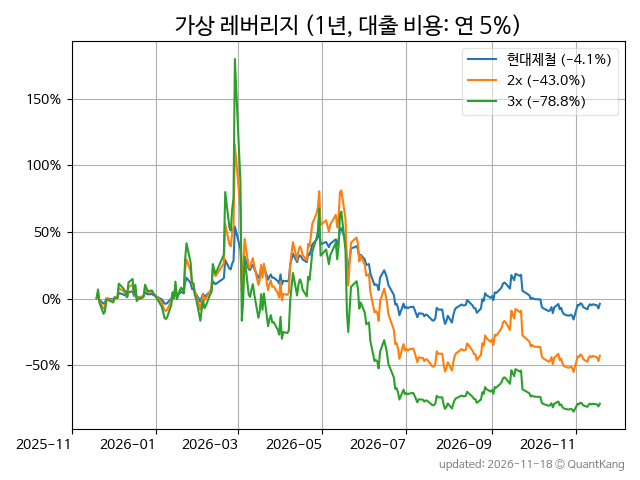 가상 레버리지 (1년, 대출 비용: 연 5%)
현대제철 (−4.1%)
2x (−43.0%)
3x (−78.8%)
150%
100%
50%
0%
−50%
2025-11 2026-01 2026-03 2026-05 2026-07 2026-09 2026-11
updated: 2026-11-18 © QuantKang